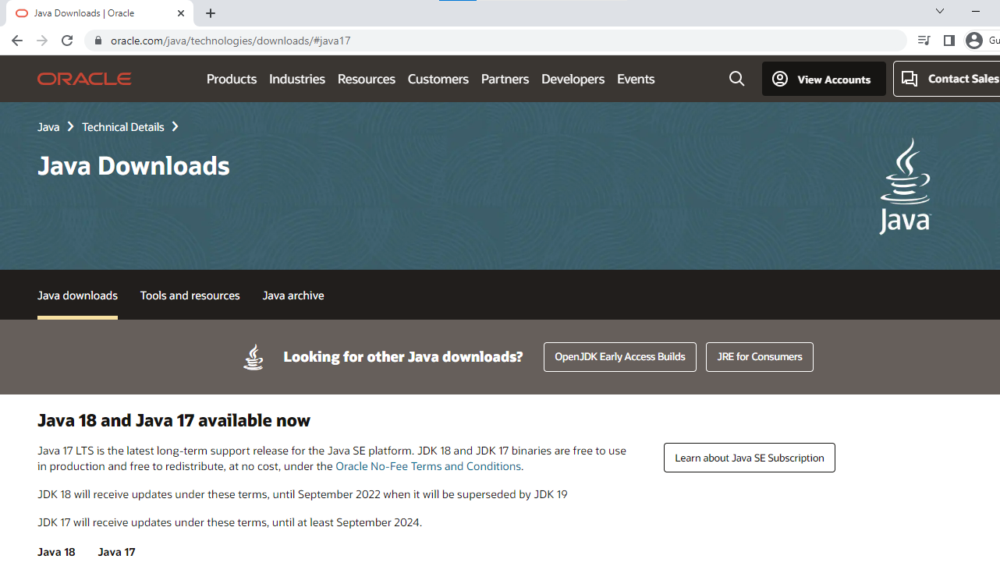 Java Downloads | Oracle
oracle.com/java/technologies/downloads/#java17
Gu
ORACLE
Products Industries Resources Customers Partners Developers Events
View Accounts
Contact Sales
Java Technical Details
Java Downloads
Java
Java downloads Tools and resources Java archive
Looking for other Java downloads? OpenJDK Early Access Builds JRE for Consumers
Java 18 and Java 17 available now
Java 17 LTS is the latest long-term support release for the Java SE platform. JDK 18 and JDK 17 binaries are free to use
in production and free to redistribute, at no cost, under the Oracle No-Fee Terms and Conditions.
Learn about Java SE Subscription
JDK 18 will receive updates under these terms, until September 2022 when it will be superseded by JDK 19
JDK 17 will receive updates under these terms, until at least September 2024.
Java 18 Java 17